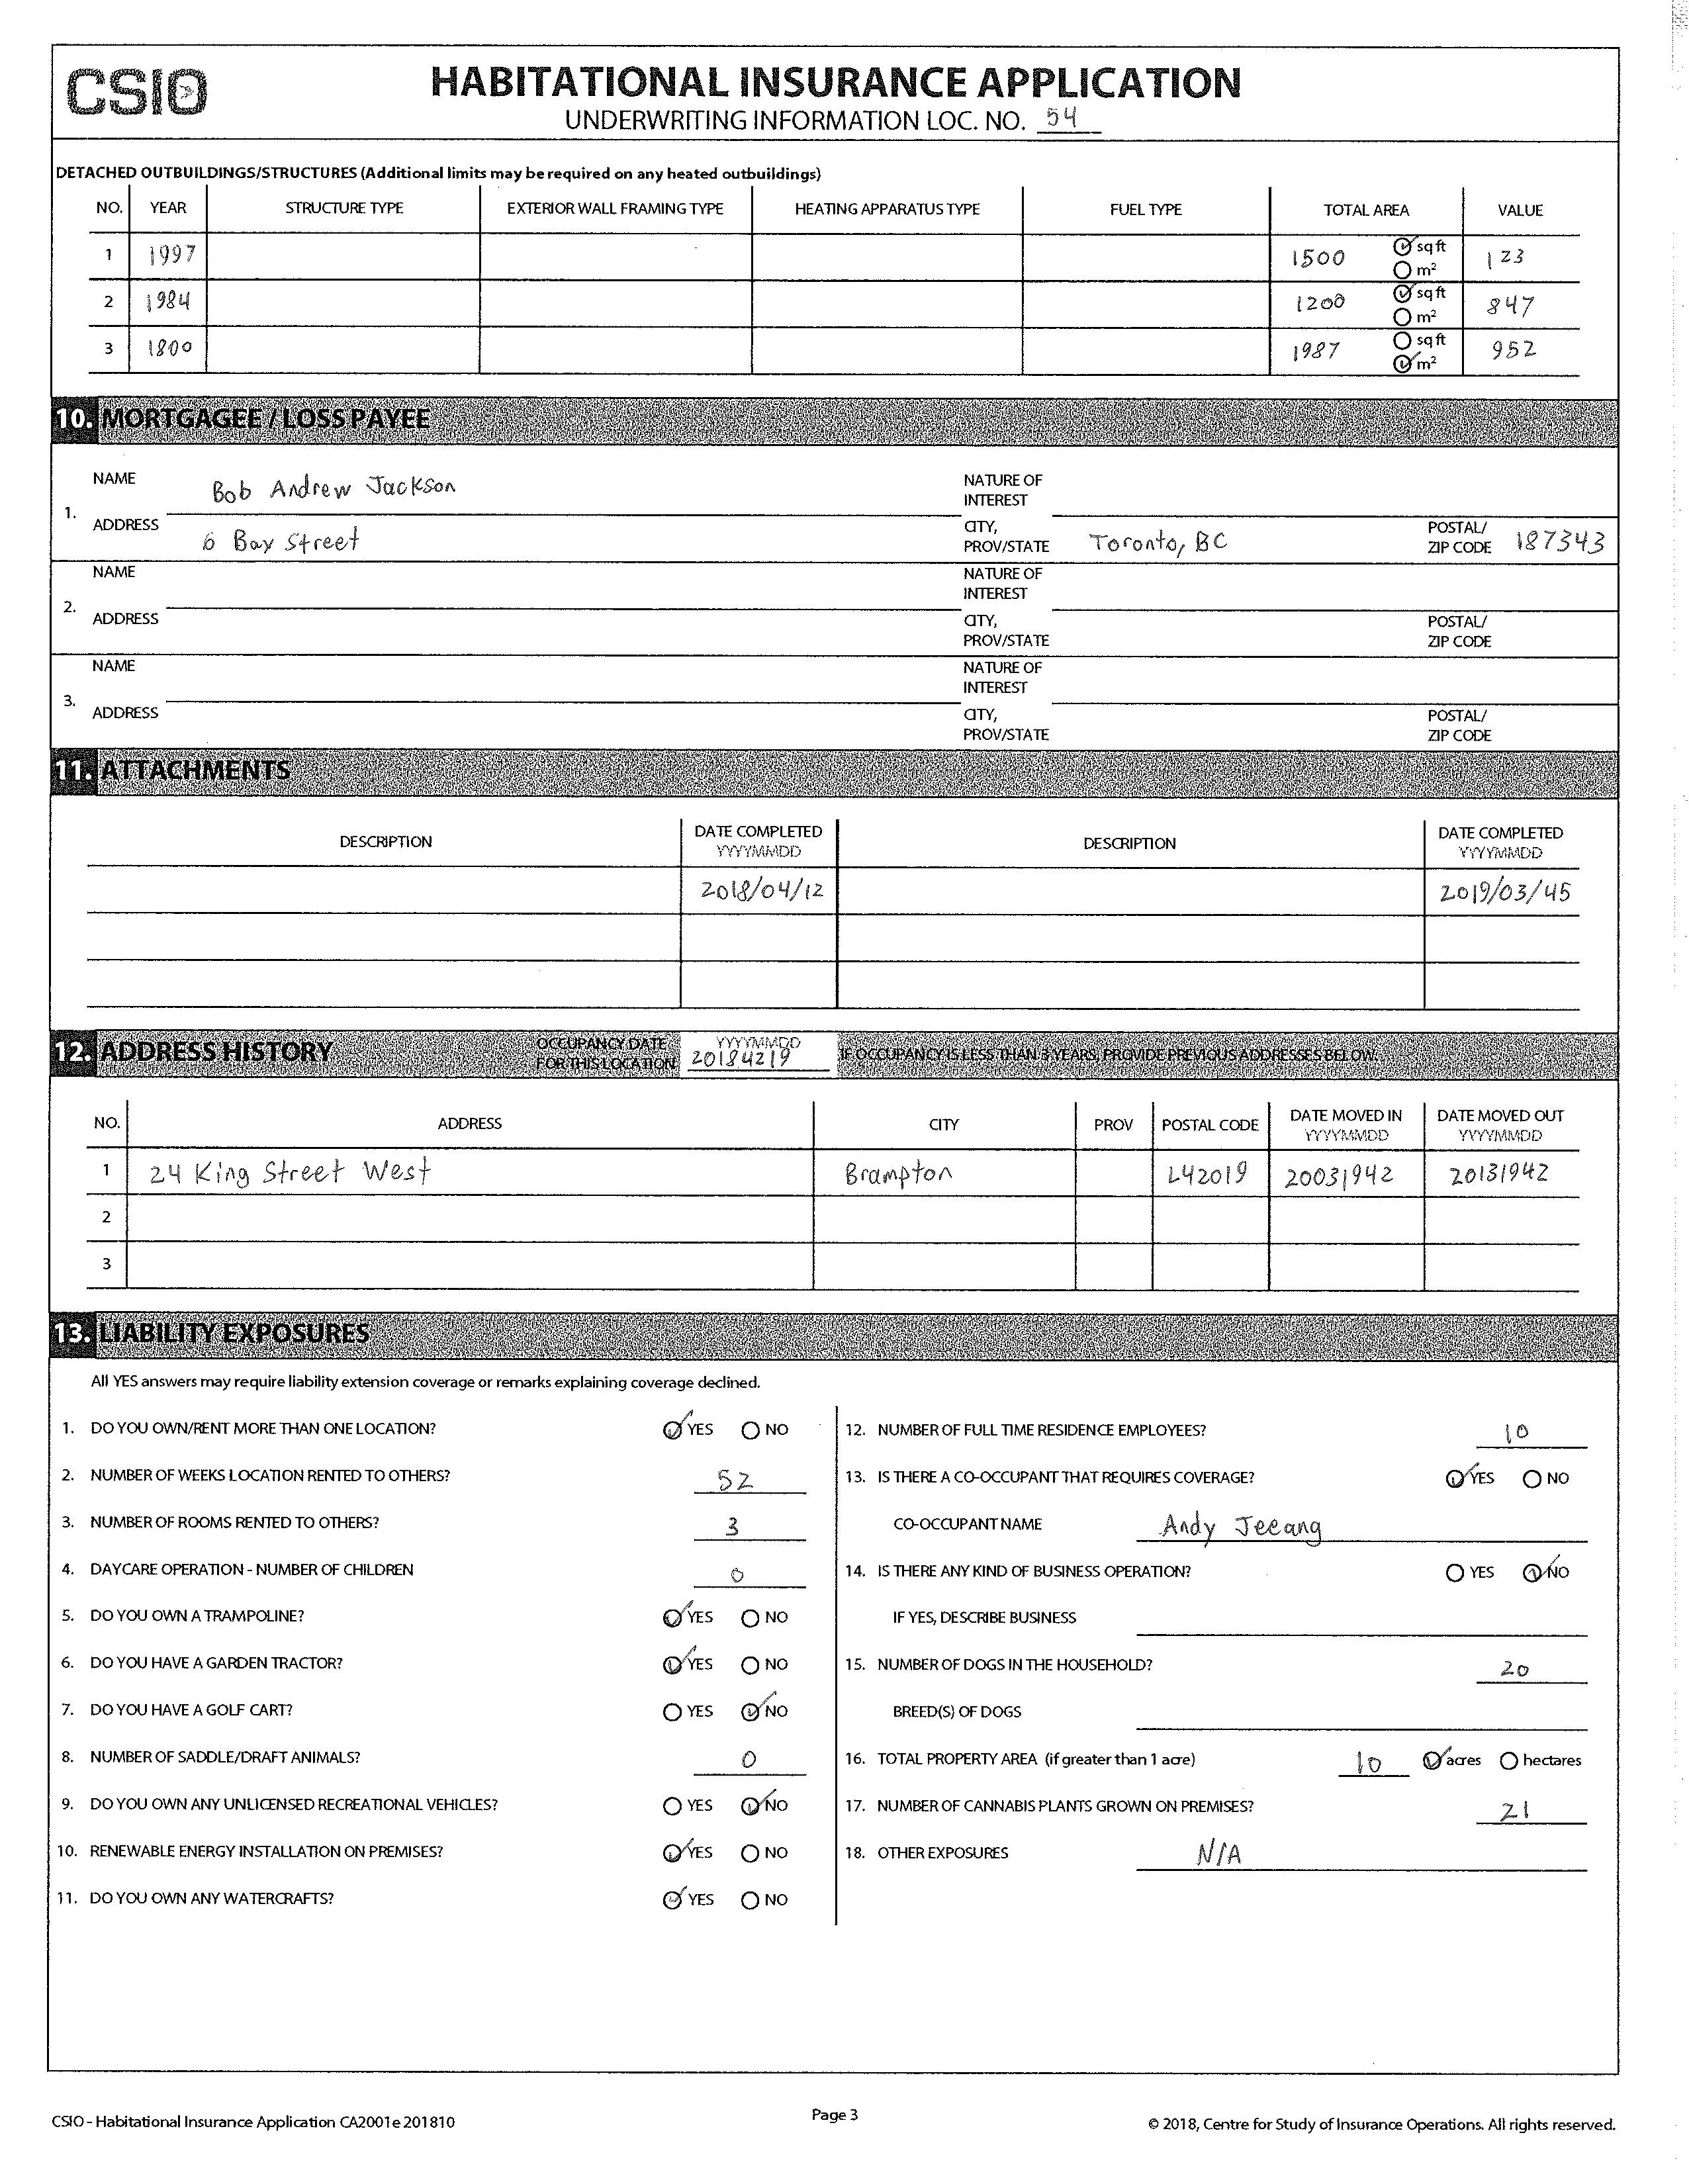 CSIO
HABITATIONAL INSURANCE APPLICATION
UNDERWRITING INFORMATION LOC. NO. 54
DETACHED OUTBUILDINGS/STRUCTURES (Additional limits may be required on any heated outbuildings)
NO. YEAR STRUCTURE TYPE EXTERIOR WALL FRAMING TYPE HEATING APPARATUS TYPE FUEL TYPE TOTAL AREA VALUE
1 1997 1500 sq ft m² 123
2 1984 1200 sq ft m² 847
3 1800 1987 sq ft m² 952
10. MORTGAGEE / LOSS PAYEE
1. NAME Bob Andrew Jackson NATURE OF INTEREST
ADDRESS 6 Bay Street CITY, PROV/STATE Toronto, BC POSTAL/ ZIP CODE 187343
2. NAME NATURE OF INTEREST
ADDRESS CITY, PROV/STATE POSTAL/ ZIP CODE
3. NAME NATURE OF INTEREST
ADDRESS CITY, PROV/STATE POSTAL/ ZIP CODE
11. ATTACHMENTS
DESCRIPTION DATE COMPLETED YYYYMMDD DESCRIPTION DATE COMPLETED YYYYMMDD
2018/04/12 2019/03/45
12. ADDRESS HISTORY OCCUPANCY DATE FOR THIS LOCATION YYYYMMDD 20184219 IF OCCUPANCY IS LESS THAN 3 YEARS, PROVIDE PREVIOUS ADDRESSES BELOW.
NO. ADDRESS CITY PROV POSTAL CODE DATE MOVED IN YYYYMMDD DATE MOVED OUT YYYYMMDD
1 24 King Street West Brampton L42019 20031942 20131942
2
3
13. LIABILITY EXPOSURES
All YES answers may require liability extension coverage or remarks explaining coverage declined.
1. DO YOU OWN/RENT MORE THAN ONE LOCATION? YES NO
2. NUMBER OF WEEKS LOCATION RENTED TO OTHERS? 52
3. NUMBER OF ROOMS RENTED TO OTHERS? 3
4. DAYCARE OPERATION - NUMBER OF CHILDREN 0
5. DO YOU OWN A TRAMPOLINE? YES NO
6. DO YOU HAVE A GARDEN TRACTOR? YES NO
7. DO YOU HAVE A GOLF CART? YES NO
8. NUMBER OF SADDLE/DRAFT ANIMALS? 0
9. DO YOU OWN ANY UNLICENSED RECREATIONAL VEHICLES? YES NO
10. RENEWABLE ENERGY INSTALLATION ON PREMISES? YES NO
11. DO YOU OWN ANY WATERCRAFTS? YES NO
12. NUMBER OF FULL TIME RESIDENCE EMPLOYEES? 10
13. IS THERE A CO-OCCUPANT THAT REQUIRES COVERAGE? YES NO
CO-OCCUPANT NAME Andy Jeeang
14. IS THERE ANY KIND OF BUSINESS OPERATION? YES NO
IF YES, DESCRIBE BUSINESS
15. NUMBER OF DOGS IN THE HOUSEHOLD? 20
BREED(S) OF DOGS
16. TOTAL PROPERTY AREA (if greater than 1 acre) 10 acres hectares
17. NUMBER OF CANNABIS PLANTS GROWN ON PREMISES? 21
18. OTHER EXPOSURES N/A
CSIO - Habitational Insurance Application CA2001e 201810
Page 3
© 2018, Centre for Study of Insurance Operations. All rights reserved.